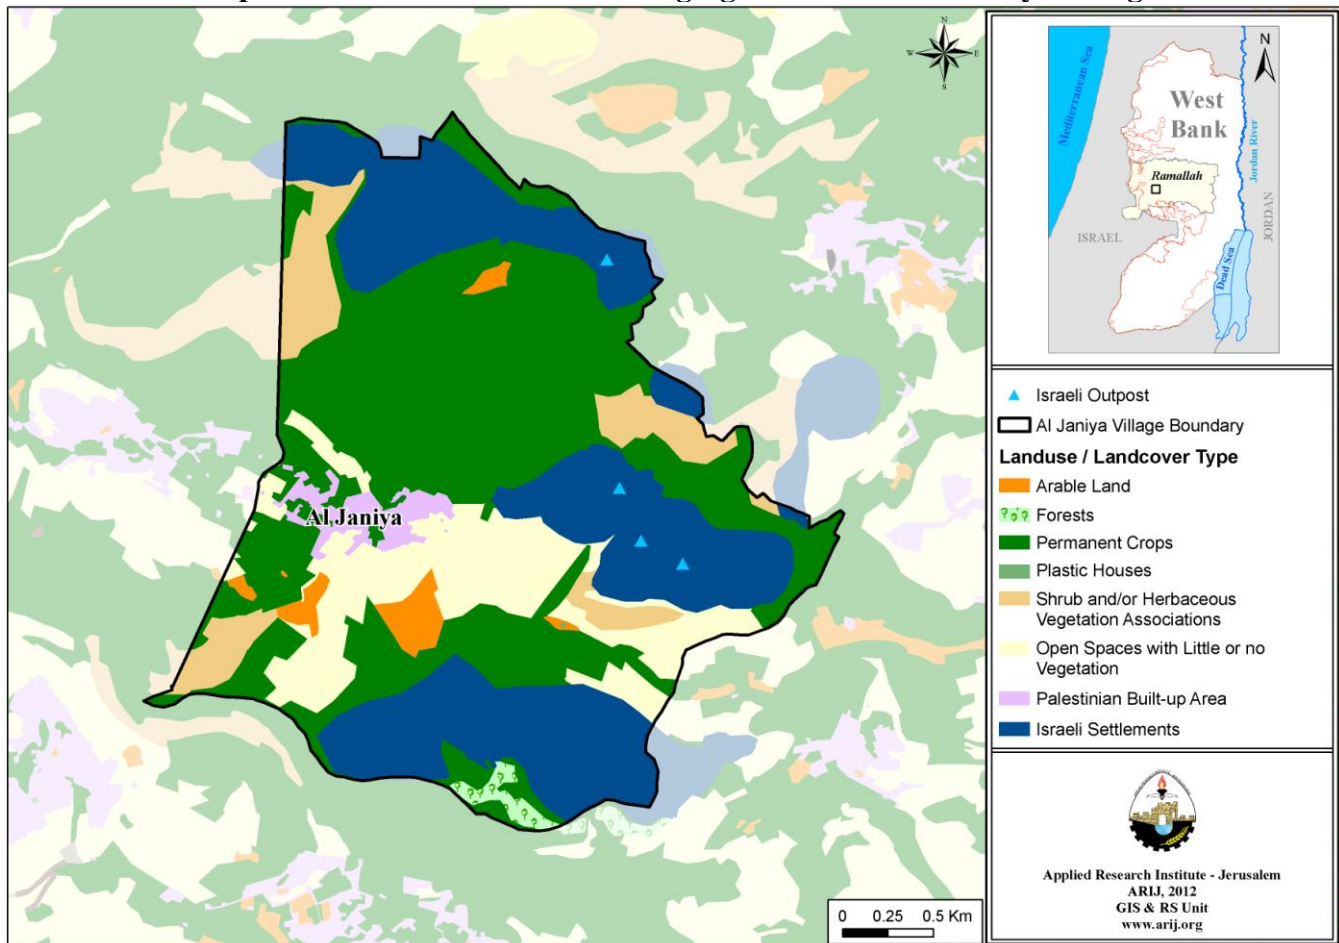 N
W E
S
Al Janiya
0 0.25 0.5 Km
N
Mediterranean Sea
West
Bank
Jordan River
Ramallah
ISRAEL
JORDAN
Dead Sea
Israeli Outpost
Al Janiya Village Boundary
Landuse / Landcover Type
Arable Land
Forests
Permanent Crops
Plastic Houses
Shrub and/or Herbaceous
Vegetation Associations
Open Spaces with Little or no
Vegetation
Palestinian Built-up Area
Israeli Settlements
Applied Research Institute - Jerusalem
ARIJ, 2012
GIS & RS Unit
www.arij.org